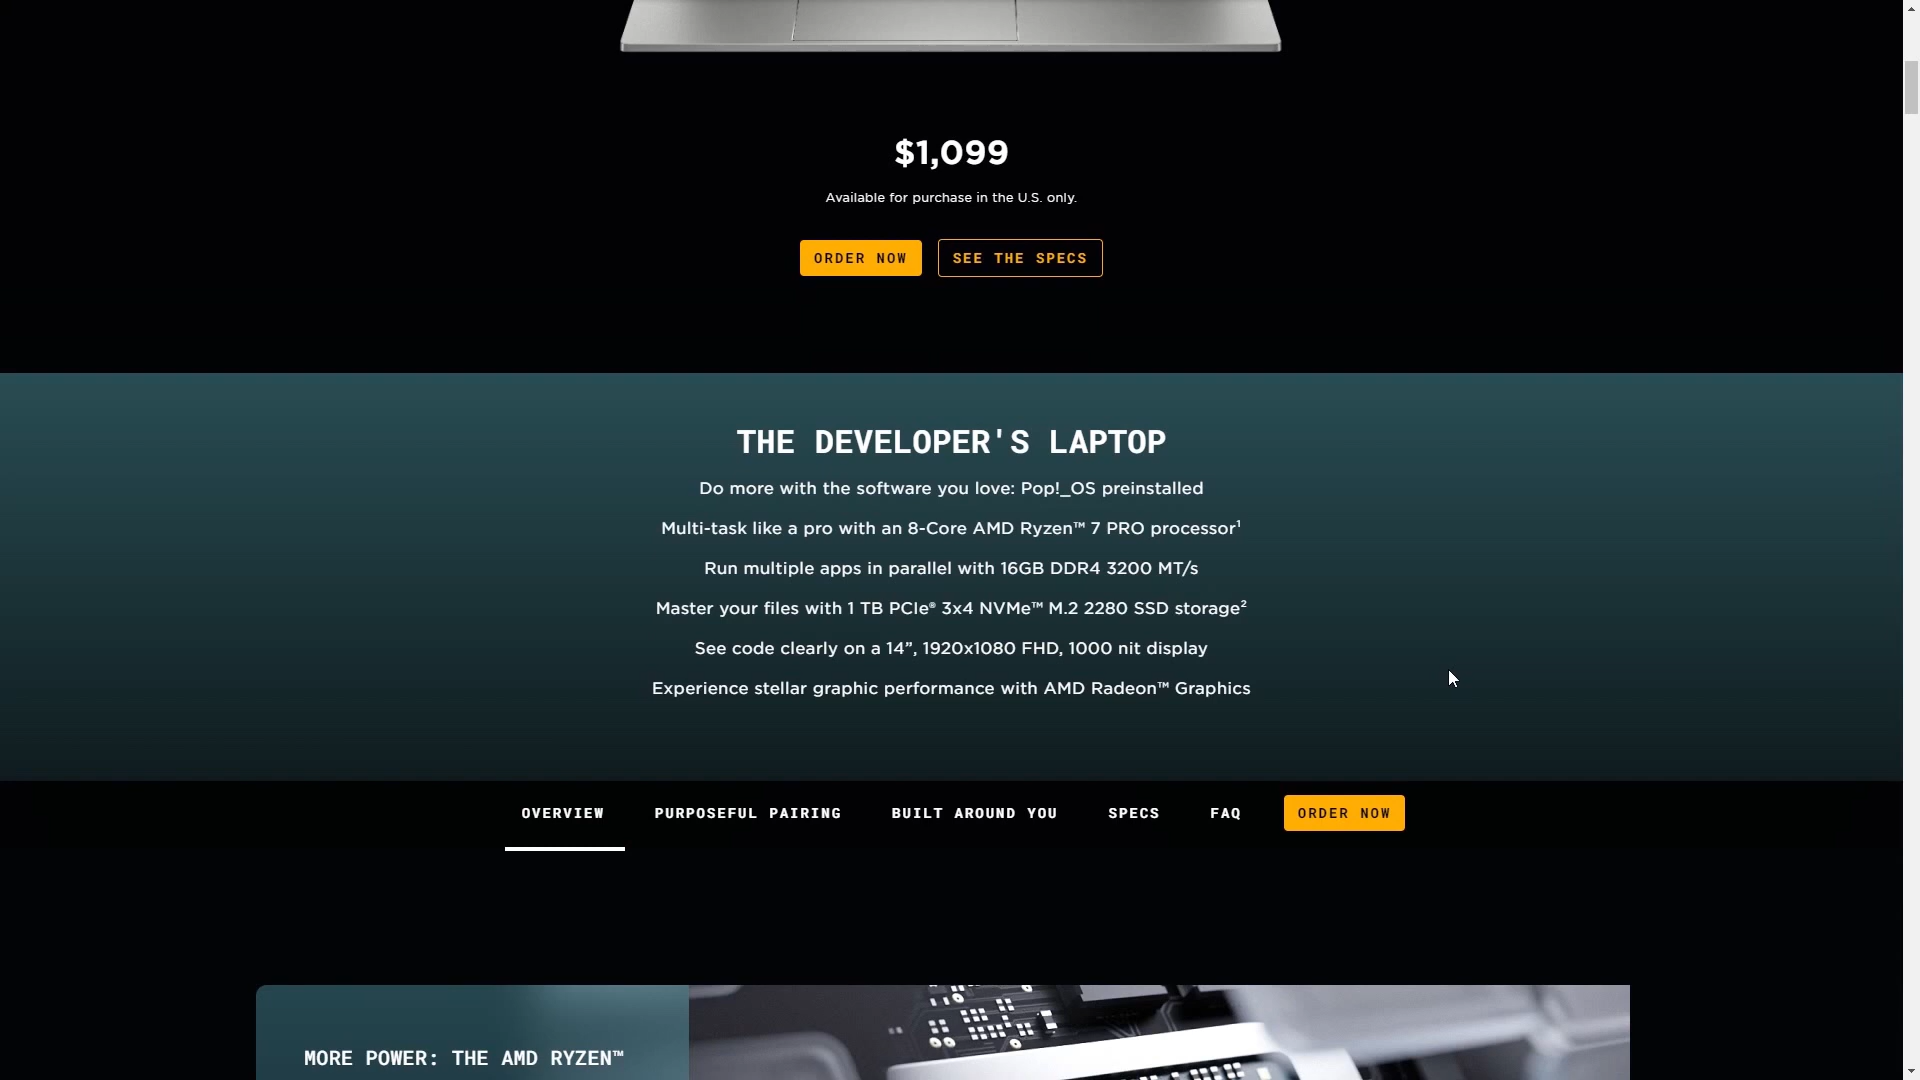 $1,099
Available for purchase in the U.S. only.
ORDER NOW
SEE THE SPECS
THE DEVELOPER'S LAPTOP
Do more with the software you love: Pop!_OS preinstalled
Multi-task like a pro with an 8-Core AMD Ryzen™ 7 PRO processor¹
Run multiple apps in parallel with 16GB DDR4 3200 MT/s
Master your files with 1 TB PCIe® 3x4 NVMe™ M.2 2280 SSD storage²
See code clearly on a 14”, 1920x1080 FHD, 1000 nit display
Experience stellar graphic performance with AMD Radeon™ Graphics
OVERVIEW
PURPOSEFUL PAIRING
BUILT AROUND YOU
SPECS
FAQ
ORDER NOW
MORE POWER: THE AMD RYZEN™